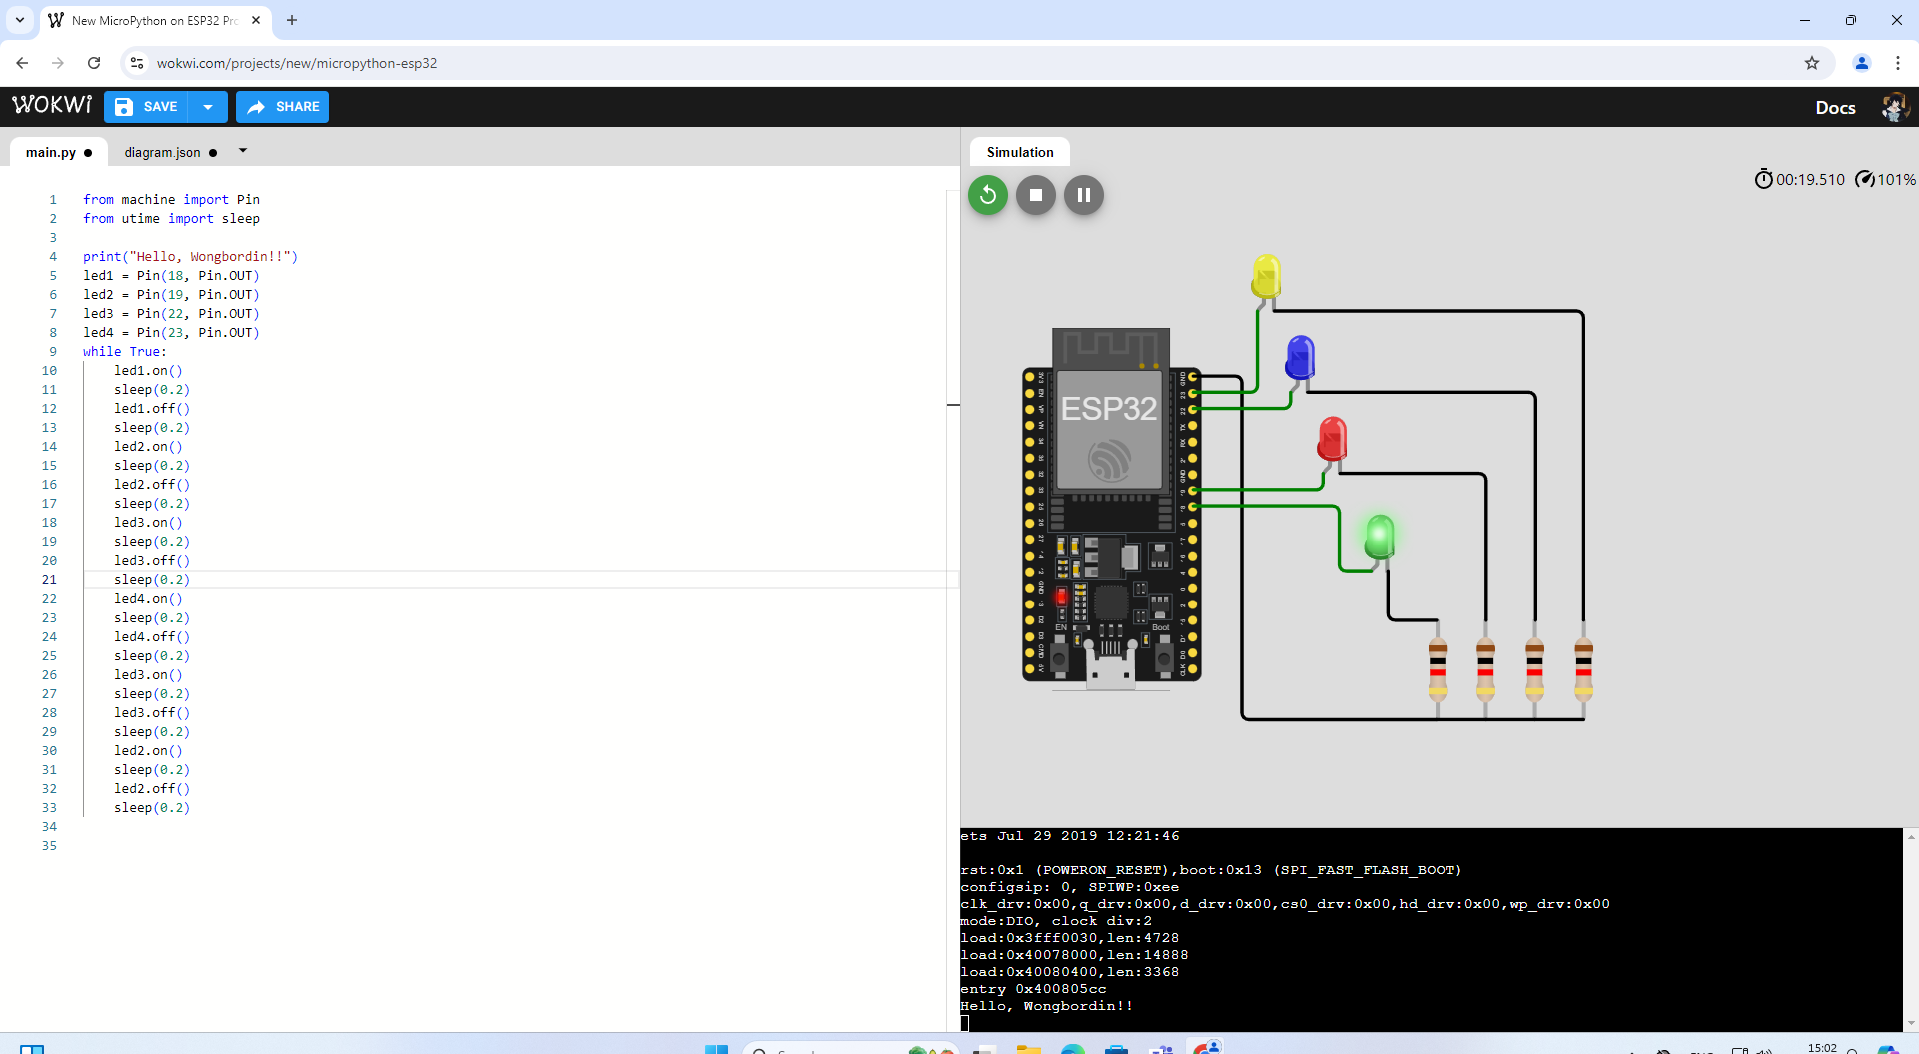 New MicroPython on ESP32 Pr
wokwi.com/projects/new/micropython-esp32
WOKWI
SAVE
SHARE
Docs
main.py
diagram.json
Simulation
00:19.510
101%
1 from machine import Pin
2 from utime import sleep
3
4 print("Hello, Wongbordin!!")
5 led1 = Pin(18, Pin.OUT)
6 led2 = Pin(19, Pin.OUT)
7 led3 = Pin(22, Pin.OUT)
8 led4 = Pin(23, Pin.OUT)
9 while True:
10 led1.on()
11 sleep(0.2)
12 led1.off()
13 sleep(0.2)
14 led2.on()
15 sleep(0.2)
16 led2.off()
17 sleep(0.2)
18 led3.on()
19 sleep(0.2)
20 led3.off()
21 sleep(0.2)
22 led4.on()
23 sleep(0.2)
24 led4.off()
25 sleep(0.2)
26 led3.on()
27 sleep(0.2)
28 led3.off()
29 sleep(0.2)
30 led2.on()
31 sleep(0.2)
32 led2.off()
33 sleep(0.2)
34
35
ESP32
EN
Boot
ets Jul 29 2019 12:21:46
rst:0x1 (POWERON_RESET),boot:0x13 (SPI_FAST_FLASH_BOOT)
configsip: 0, SPIWP:0xee
clk_drv:0x00,q_drv:0x00,d_drv:0x00,cs0_drv:0x00,hd_drv:0x00,wp_drv:0x00
mode:DIO, clock div:2
load:0x3fff0030,len:4728
load:0x40078000,len:14888
load:0x40080400,len:3368
entry 0x400805cc
Hello, Wongbordin!!
15:02